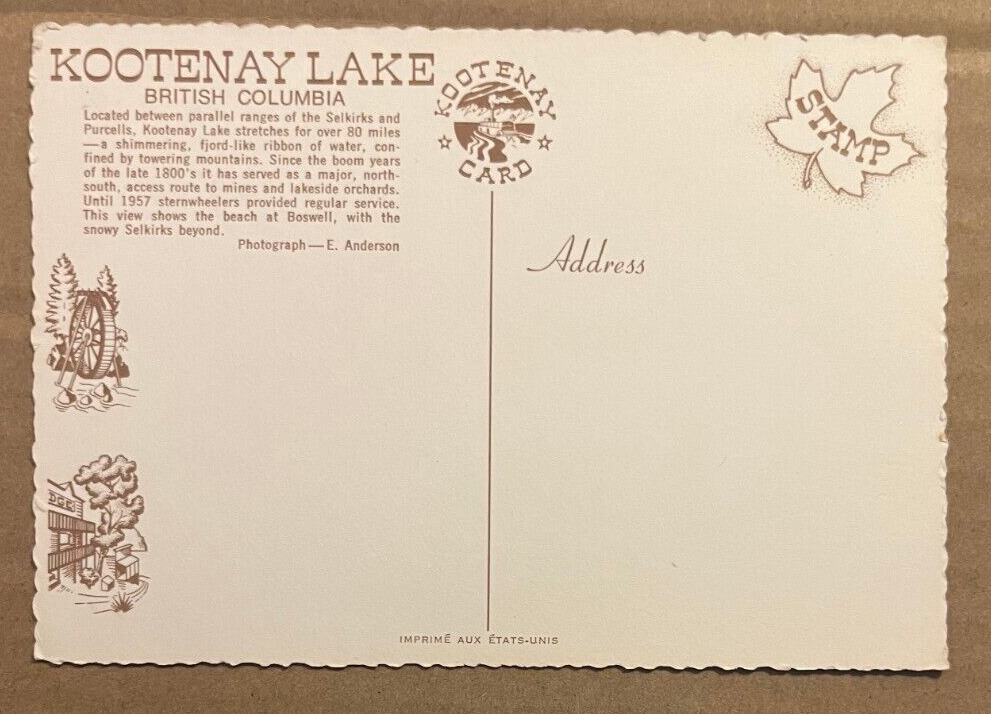 KOOTENAY LAKE
BRITISH COLUMBIA
Located between parallel ranges of the Selkirks and
Purcells, Kootenay Lake stretches for over 80 miles
—a shimmering, fjord-like ribbon of water, con-
fined by towering mountains. Since the boom years
of the late 1800's it has served as a major, north-
south, access route to mines and lakeside orchards.
Until 1957 sternwheelers provided regular service.
This view shows the beach at Boswell, with the
snowy Selkirks beyond.
Photograph—E. Anderson
KOOTENAY
CARD
STAMP
Address
IMPRIMÉ AUX ÉTATS-UNIS